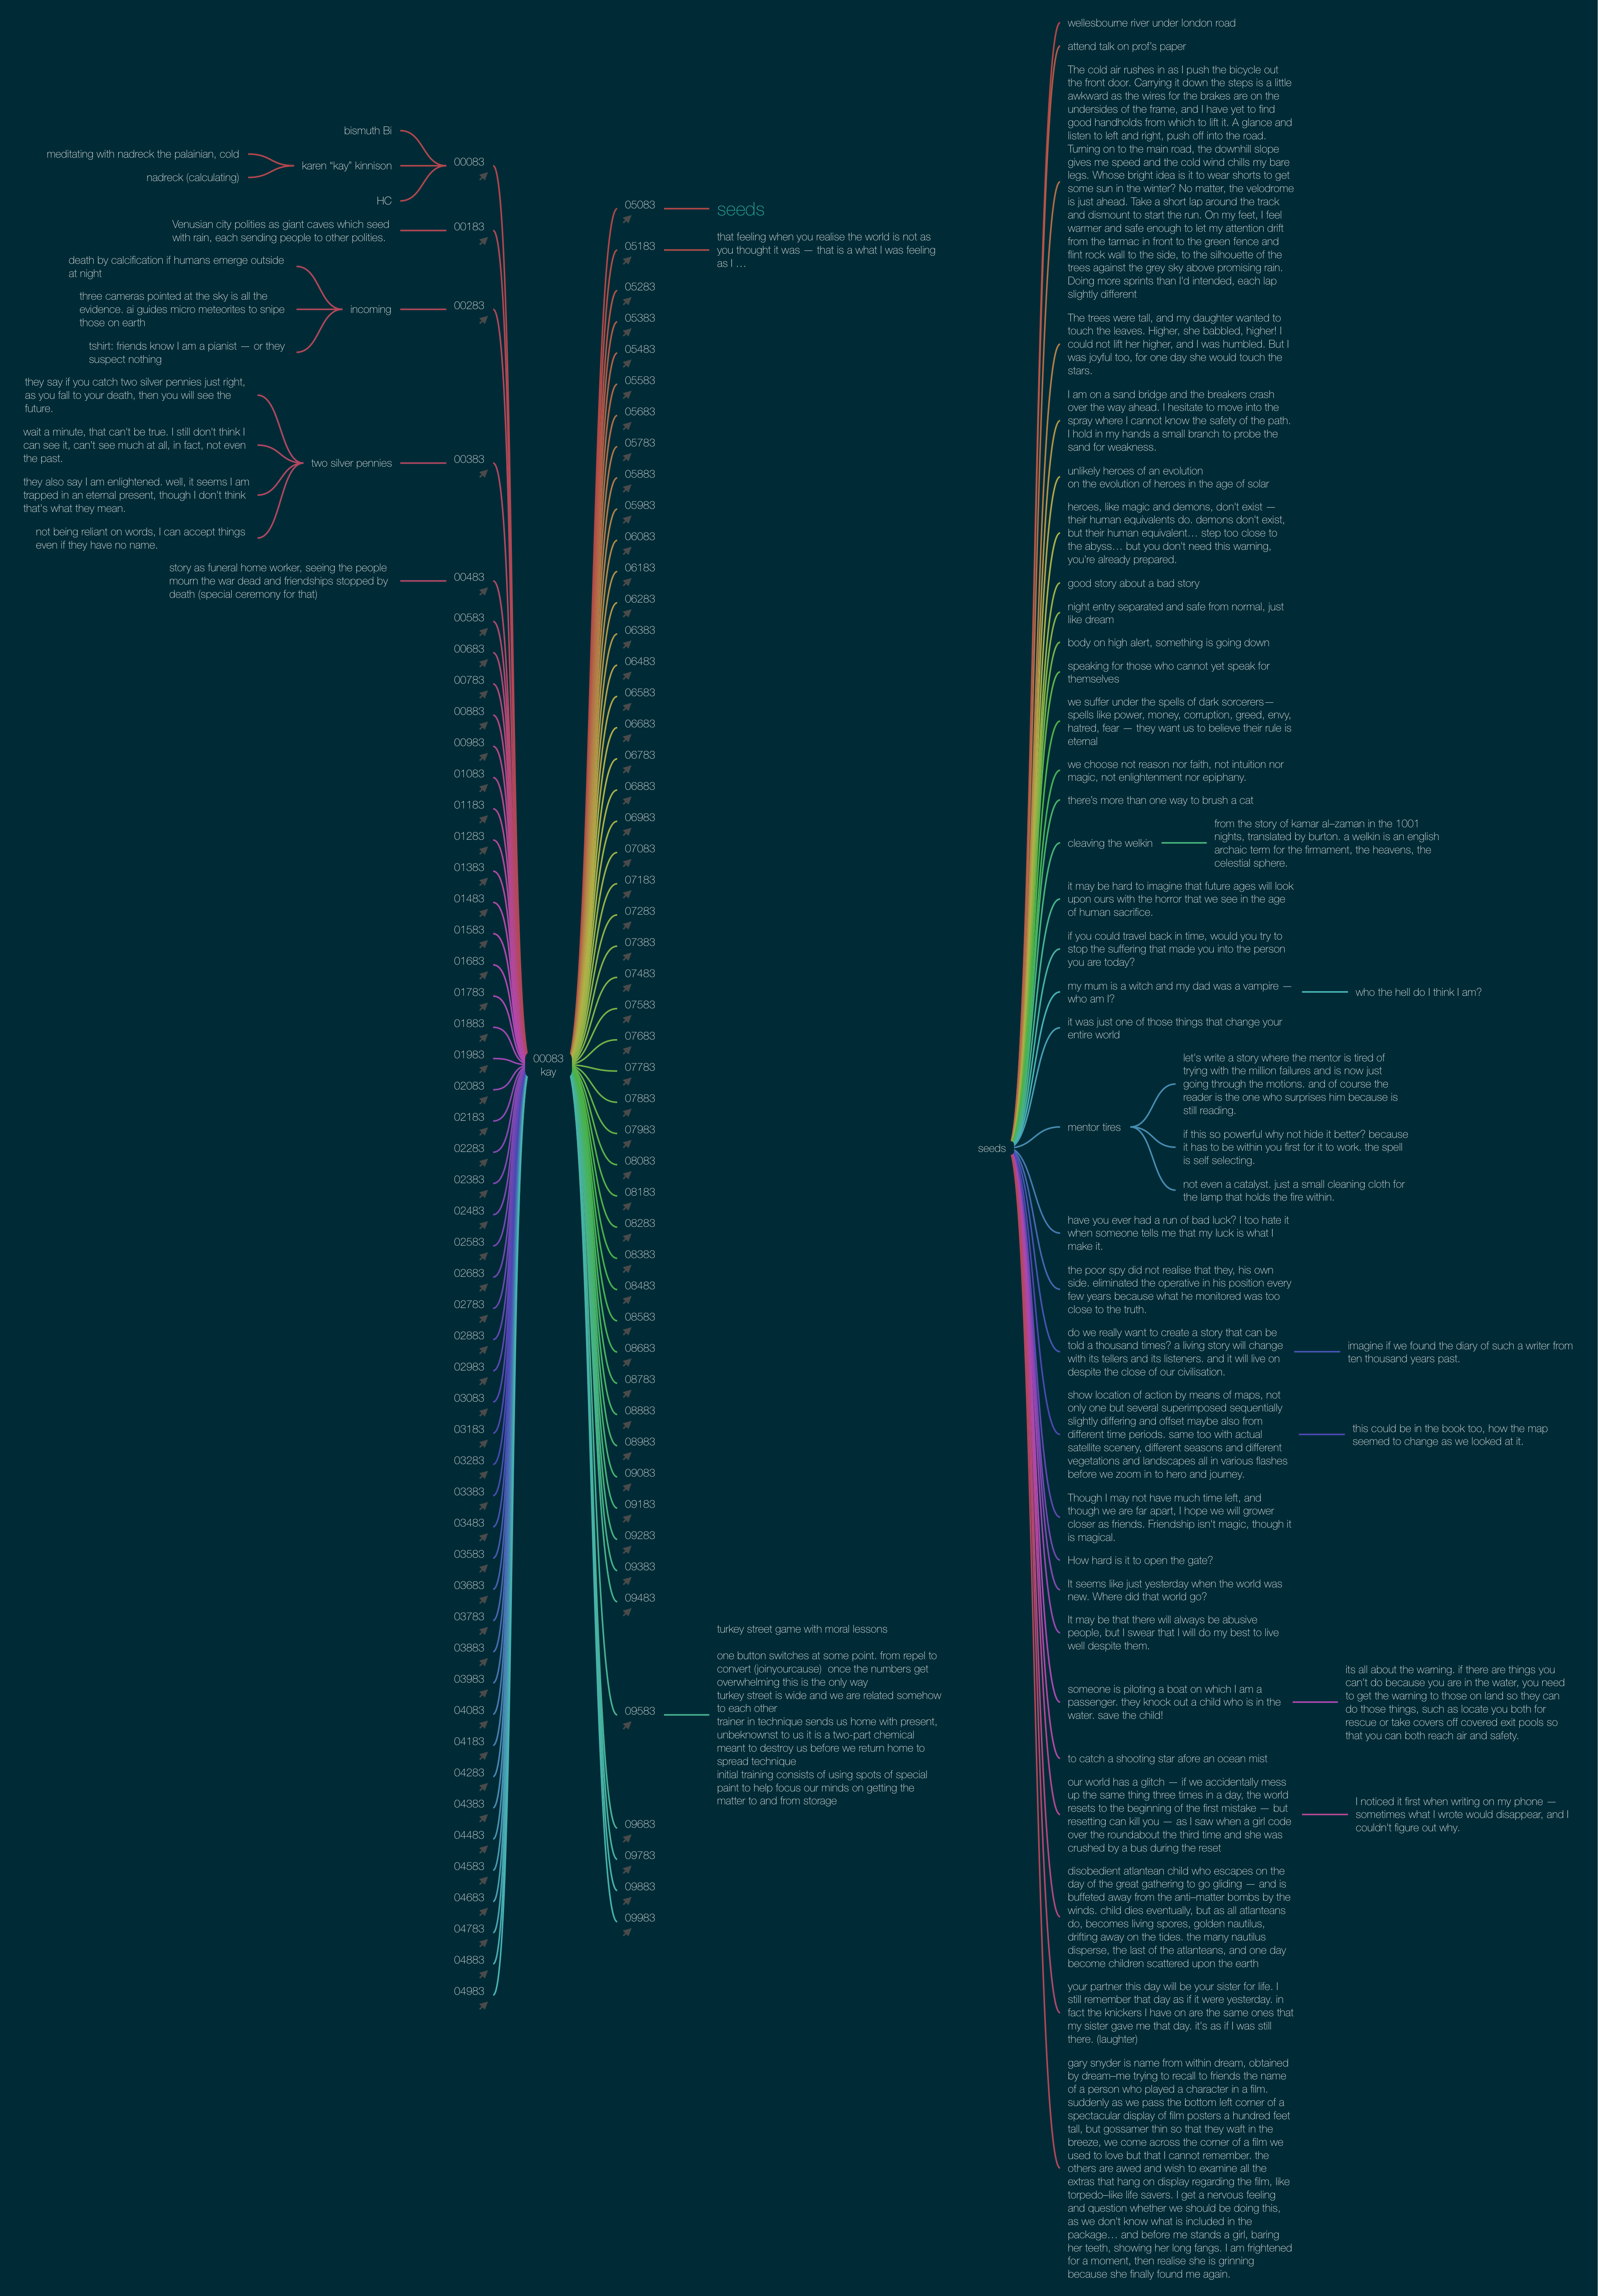 bismuth Bi
meditating with nadreck the palainian, cold
nadreck (calculating)
karen “kay” kinnison
HC
00083
Venusian city polities as giant caves which seed
with rain, each sending people to other polities.
00183
death by calcification if humans emerge outside
at night
three cameras pointed at the sky is all the
evidence. ai guides micro meteorites to snipe
those on earth
tshirt: friends know I am a pianist — or they
suspect nothing
incoming
00283
they say if you catch two silver pennies just right,
as you fall to your death, then you will see the
future.
wait a minute, that can’t be true. I still don’t think I
can see it, can’t see much at all, in fact, not even
the past.
they also say I am enlightened. well, it seems I am
trapped in an eternal present, though I don’t think
that’s what they mean.
not being reliant on words, I can accept things
even if they have no name.
two silver pennies
00383
story as funeral home worker, seeing the people
mourn the war dead and friendships stopped by
death (special ceremony for that)
00483
00583
00683
00783
00883
00983
01083
01183
01283
01383
01483
01583
01683
01783
01883
01983
02083
02183
02283
02383
02483
02583
02683
02783
02883
02983
03083
03183
03283
03383
03483
03583
03683
03783
03883
03983
04083
04183
04283
04383
04483
04583
04683
04783
04883
04983
00083
kay
05083
seeds
05183
that feeling when you realise the world is not as
you thought it was — that is a what I was feeling
as I …
05283
05383
05483
05583
05683
05783
05883
05983
06083
06183
06283
06383
06483
06583
06683
06783
06883
06983
07083
07183
07283
07383
07483
07583
07683
07783
07883
07983
08083
08183
08283
08383
08483
08583
08683
08783
08883
08983
09083
09183
09283
09383
09483
09583
turkey street game with moral lessons
one button switches at some point. from repel to
convert (joinyourcause)  once the numbers get
overwhelming this is the only way
turkey street is wide and we are related somehow
to each other
trainer in technique sends us home with present,
unbeknownst to us it is a two-part chemical
meant to destroy us before we return home to
spread technique
initial training consists of using spots of special
paint to help focus our minds on getting the
matter to and from storage
09683
09783
09883
09983
seeds
wellesbourne river under london road
attend talk on prof’s paper
The cold air rushes in as I push the bicycle out
the front door. Carrying it down the steps is a little
awkward as the wires for the brakes are on the
undersides of the frame, and I have yet to find
good handholds from which to lift it. A glance and
listen to left and right, push off into the road.
Turning on to the main road, the downhill slope
gives me speed and the cold wind chills my bare
legs. Whose bright idea is it to wear shorts to get
some sun in the winter? No matter, the velodrome
is just ahead. Take a short lap around the track
and dismount to start the run. On my feet, I feel
warmer and safe enough to let my attention drift
from the tarmac in front to the green fence and
flint rock wall to the side, to the silhouette of the
trees against the grey sky above promising rain.
Doing more sprints than I’d intended, each lap
slightly different
The trees were tall, and my daughter wanted to
touch the leaves. Higher, she babbled, higher! I
could not lift her higher, and I was humbled. But I
was joyful too, for one day she would touch the
stars.
I am on a sand bridge and the breakers crash
over the way ahead. I hesitate to move into the
spray where I cannot know the safety of the path.
I hold in my hands a small branch to probe the
sand for weakness.
unlikely heroes of an evolution
on the evolution of heroes in the age of solar
heroes, like magic and demons, don’t exist —
their human equivalents do. demons don’t exist,
but their human equivalent… step too close to
the abyss… but you don’t need this warning,
you’re already prepared.
good story about a bad story
night entry separated and safe from normal, just
like dream
body on high alert, something is going down
speaking for those who cannot yet speak for
themselves
we suffer under the spells of dark sorcerers—
spells like power, money, corruption, greed, envy,
hatred, fear — they want us to believe their rule is
eternal
we choose not reason nor faith, not intuition nor
magic, not enlightenment nor epiphany.
there’s more than one way to brush a cat
cleaving the welkin
from the story of kamar al–zaman in the 1001
nights, translated by burton. a welkin is an english
archaic term for the firmament, the heavens, the
celestial sphere.
it may be hard to imagine that future ages will look
upon ours with the horror that we see in the age
of human sacrifice.
if you could travel back in time, would you try to
stop the suffering that made you into the person
you are today?
my mum is a witch and my dad was a vampire —
who am I?
who the hell do I think I am?
it was just one of those things that change your
entire world
mentor tires
let’s write a story where the mentor is tired of
trying with the million failures and is now just
going through the motions. and of course the
reader is the one who surprises him because is
still reading.
if this so powerful why not hide it better? because
it has to be within you first for it to work. the spell
is self selecting.
not even a catalyst. just a small cleaning cloth for
the lamp that holds the fire within.
have you ever had a run of bad luck? I too hate it
when someone tells me that my luck is what I
make it.
the poor spy did not realise that they, his own
side. eliminated the operative in his position every
few years because what he monitored was too
close to the truth.
do we really want to create a story that can be
told a thousand times? a living story will change
with its tellers and its listeners. and it will live on
despite the close of our civilisation.
imagine if we found the diary of such a writer from
ten thousand years past.
show location of action by means of maps, not
only one but several superimposed sequentially
slightly differing and offset maybe also from
different time periods. same too with actual
satellite scenery, different seasons and different
vegetations and landscapes all in various flashes
before we zoom in to hero and journey.
this could be in the book too, how the map
seemed to change as we looked at it.
Though I may not have much time left, and
though we are far apart, I hope we will grower
closer as friends. Friendship isn’t magic, though it
is magical.
How hard is it to open the gate?
It seems like just yesterday when the world was
new. Where did that world go?
It may be that there will always be abusive
people, but I swear that I will do my best to live
well despite them.
someone is piloting a boat on which I am a
passenger. they knock out a child who is in the
water. save the child!
its all about the warning. if there are things you
can’t do because you are in the water, you need
to get the warning to those on land so they can
do those things, such as locate you both for
rescue or take covers off covered exit pools so
that you can both reach air and safety.
to catch a shooting star afore an ocean mist
our world has a glitch — if we accidentally mess
up the same thing three times in a day, the world
resets to the beginning of the first mistake — but
resetting can kill you — as I saw when a girl code
over the roundabout the third time and she was
crushed by a bus during the reset
I noticed it first when writing on my phone —
sometimes what I wrote would disappear, and I
couldn’t figure out why.
disobedient atlantean child who escapes on the
day of the great gathering to go gliding — and is
buffeted away from the anti–matter bombs by the
winds. child dies eventually, but as all atlanteans
do, becomes living spores, golden nautilus,
drifting away on the tides. the many nautilus
disperse, the last of the atlanteans, and one day
become children scattered upon the earth
your partner this day will be your sister for life. I
still remember that day as if it were yesterday. in
fact the knickers I have on are the same ones that
my sister gave me that day. it’s as if I was still
there. (laughter)
gary snyder is name from within dream, obtained
by dream–me trying to recall to friends the name
of a person who played a character in a film.
suddenly as we pass the bottom left corner of a
spectacular display of film posters a hundred feet
tall, but gossamer thin so that they waft in the
breeze, we come across the corner of a film we
used to love but that I cannot remember. the
others are awed and wish to examine all the
extras that hang on display regarding the film, like
torpedo–like life savers. I get a nervous feeling
and question whether we should be doing this,
as we don’t know what is included in the
package… and before me stands a girl, baring
her teeth, showing her long fangs. I am frightened
for a moment, then realise she is grinning
because she finally found me again.